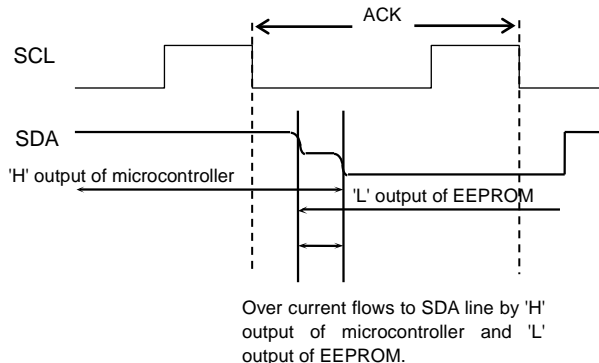 ACK
SCL
SDA
'H' output of microcontroller
'L' output of EEPROM
Over current flows to SDA line by 'H'
output of microcontroller and 'L'
output of EEPROM.